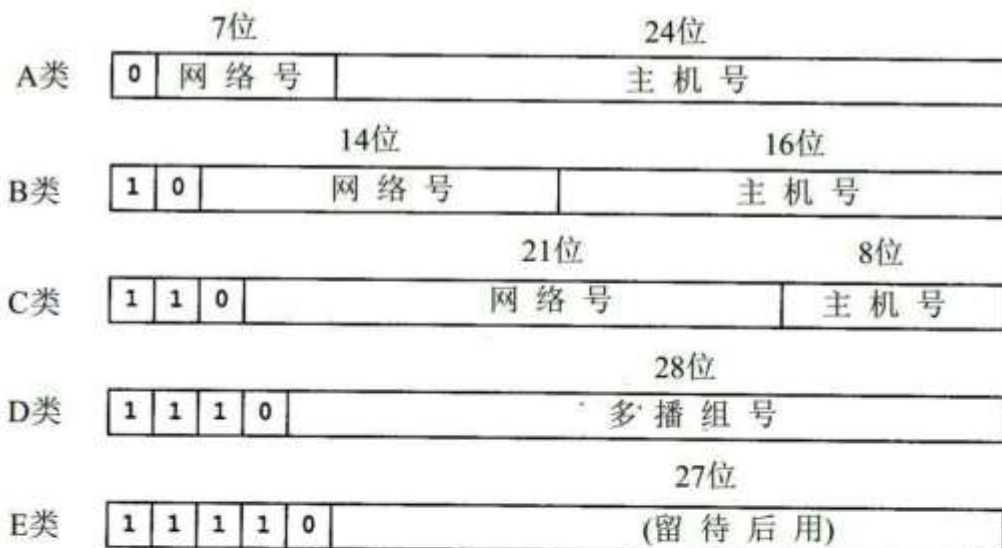 7位 24位
A类 0 网络号 主机号
14位 16位
B类 1 0 网络号 主机号
21位 8位
C类 1 1 0 网络号 主机号
28位
D类 1 1 1 0 多播组号
27位
E类 1 1 1 1 0 (留待后用)